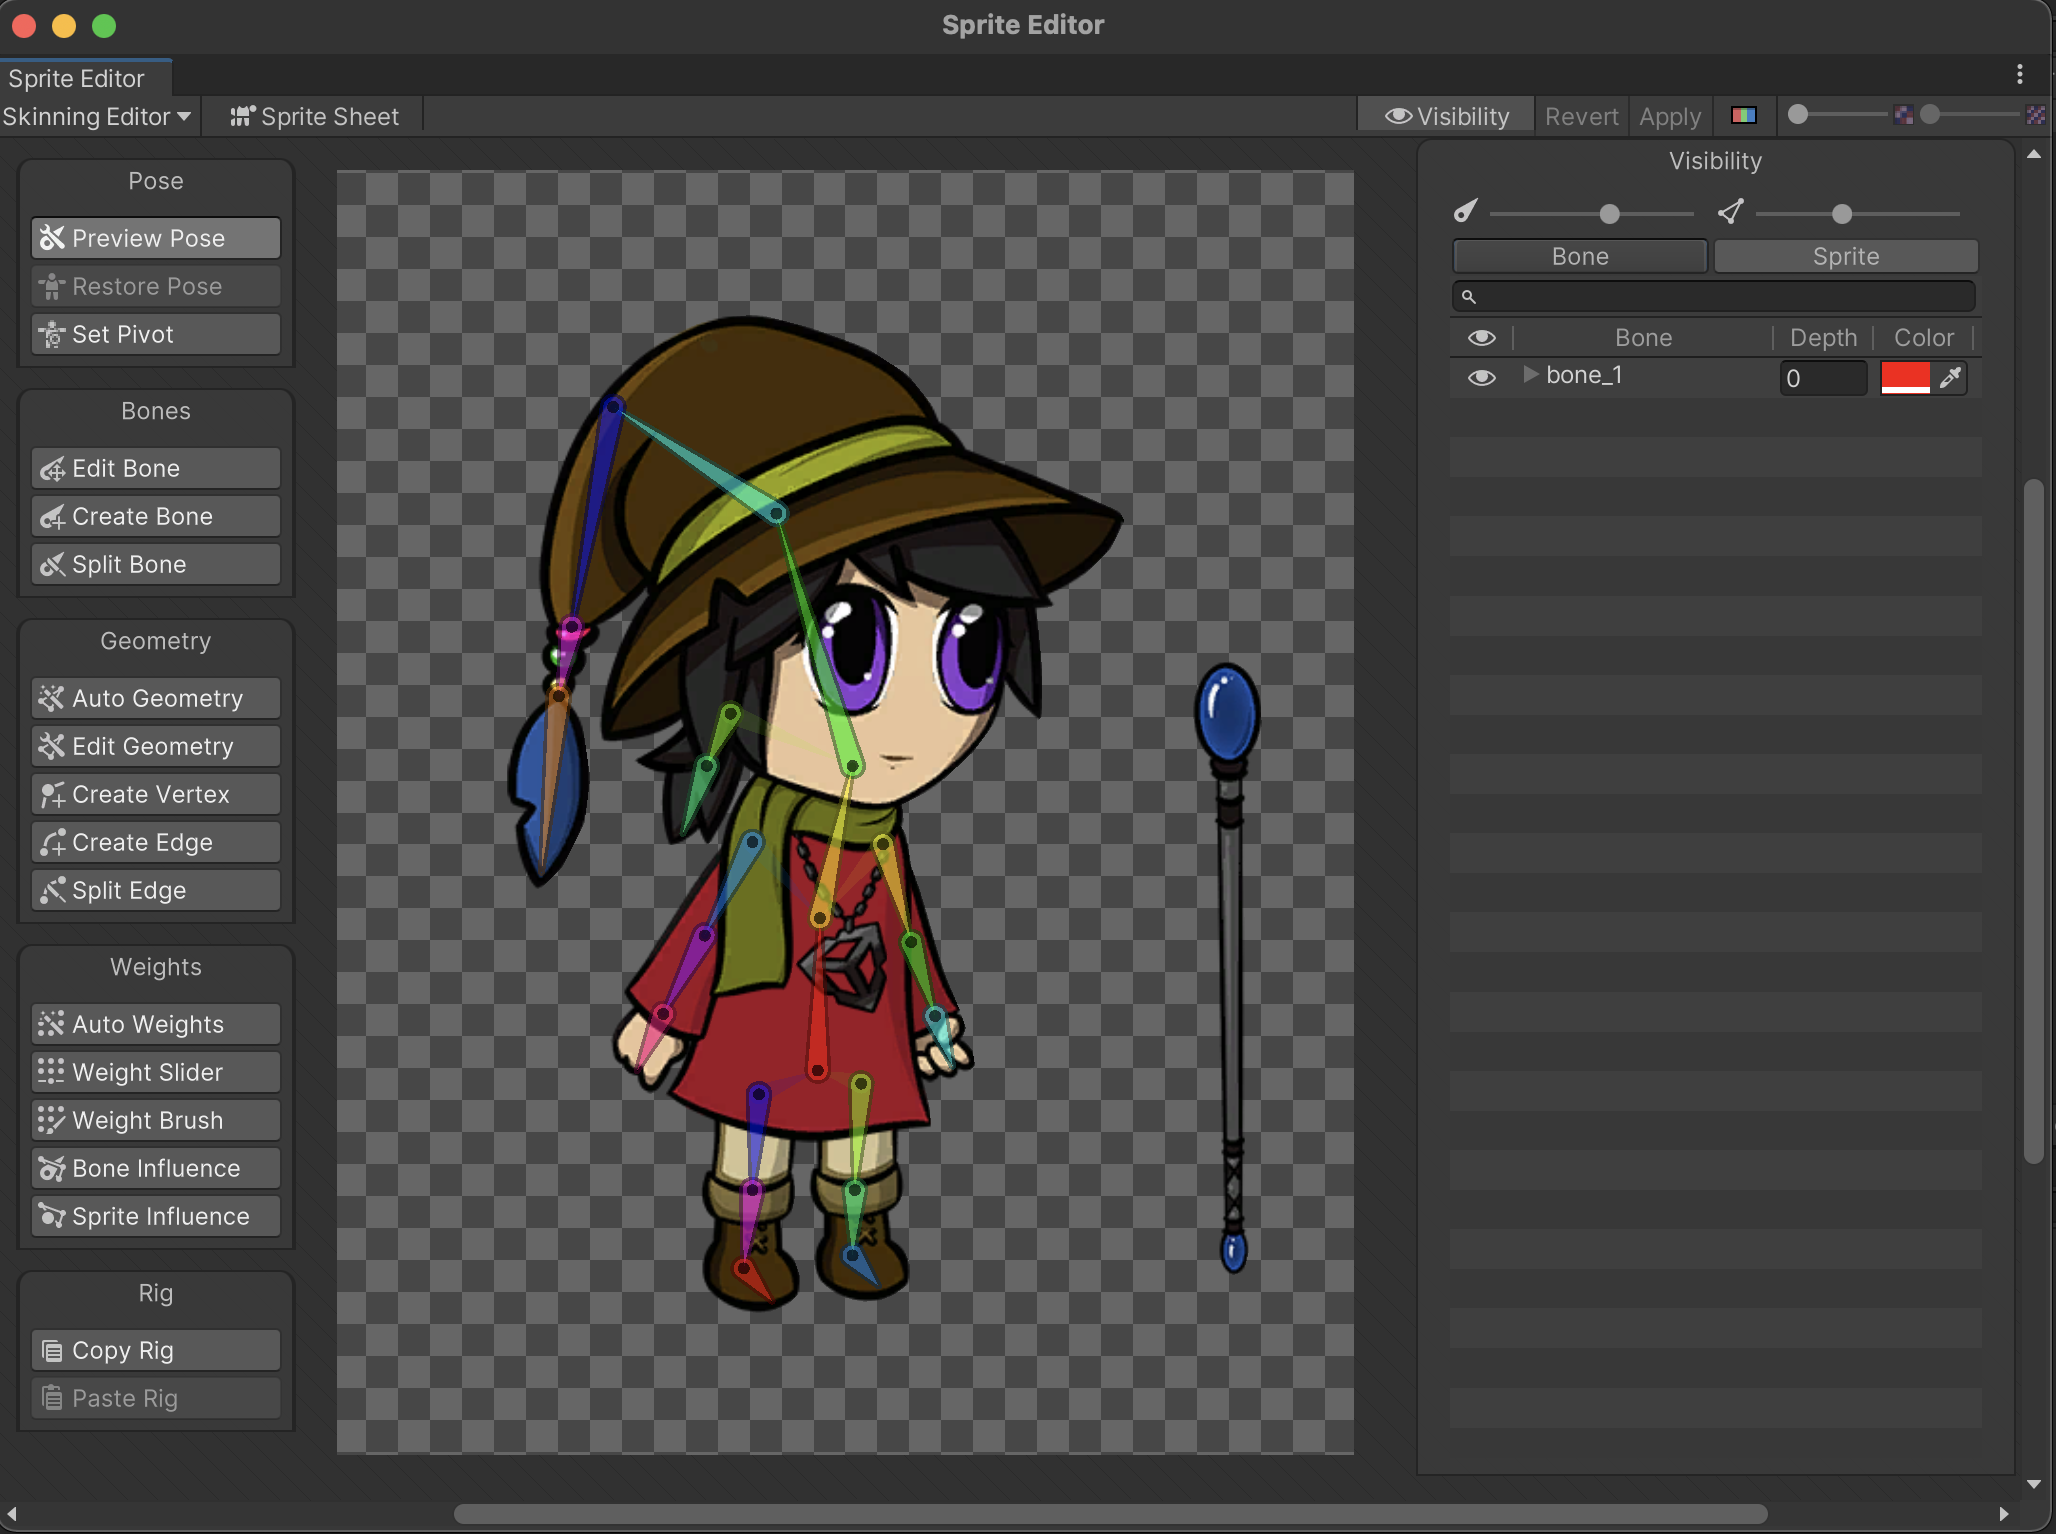 Sprite Editor
Sprite Editor
Skinning Editor
Sprite Sheet
Visibility
Revert
Apply
Pose
Preview Pose
Restore Pose
Set Pivot
Bones
Edit Bone
Create Bone
Split Bone
Geometry
Auto Geometry
Edit Geometry
Create Vertex
Create Edge
Split Edge
Weights
Auto Weights
Weight Slider
Weight Brush
Bone Influence
Sprite Influence
Rig
Copy Rig
Paste Rig
Visibility
Bone
Sprite
Bone Depth Color
bone_1 0